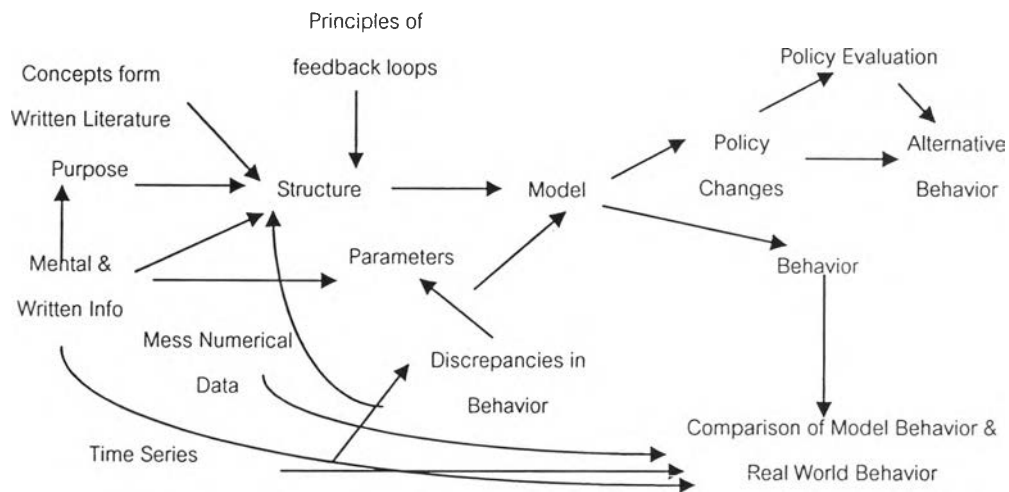 Principles of
feedback loops
Concepts form
Written Literature
Purpose
Mental &
Written Info
Structure
Parameters
Mess Numerical
Data
Time Series
Discrepancies in
Behavior
Model
Policy Evaluation
Policy
Changes
Alternative
Behavior
Behavior
Comparison of Model Behavior &
Real World Behavior